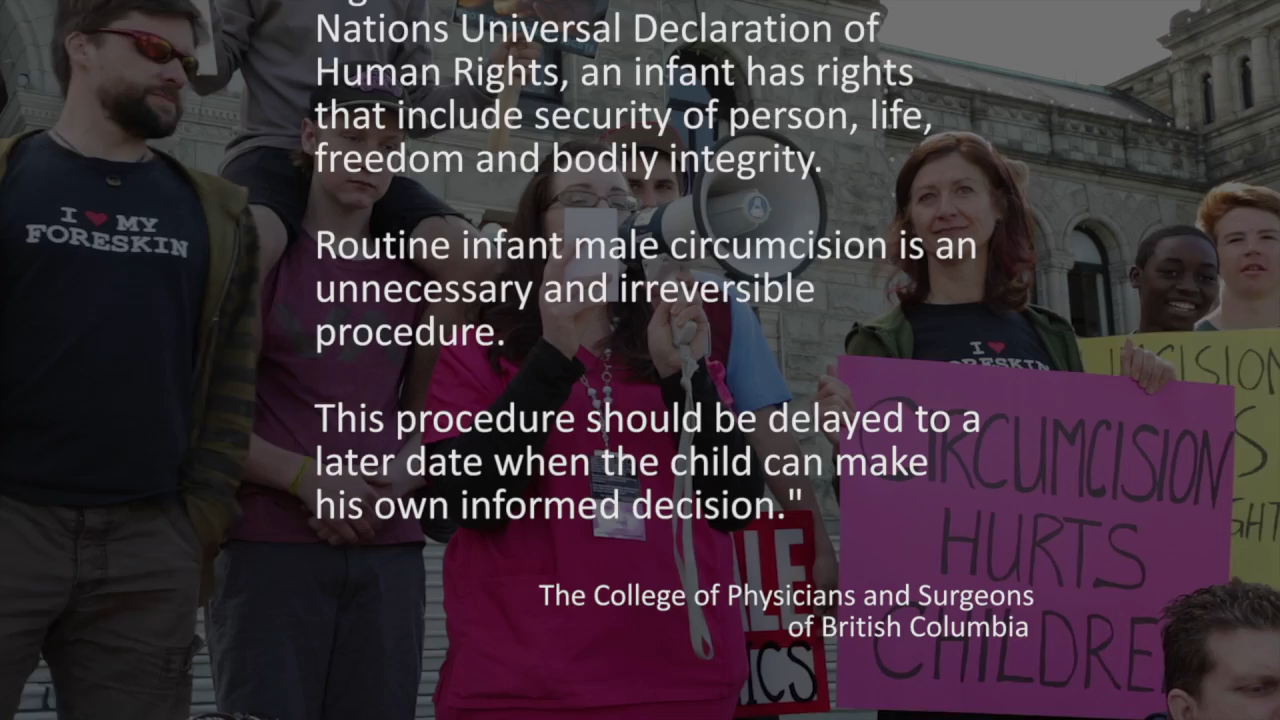 Nations Universal Declaration of
Human Rights, an infant has rights
that include security of person, life,
freedom and bodily integrity.
Routine infant male circumcision is an
unnecessary and irreversible
procedure.
This procedure should be delayed to a
later date when the child can make
his own informed decision."
The College of Physicians and Surgeons
of British Columbia
I ❤ MY
FORESKIN
I ❤
FORESKIN
CIRCUMCISION
HURTS
CHILDRE